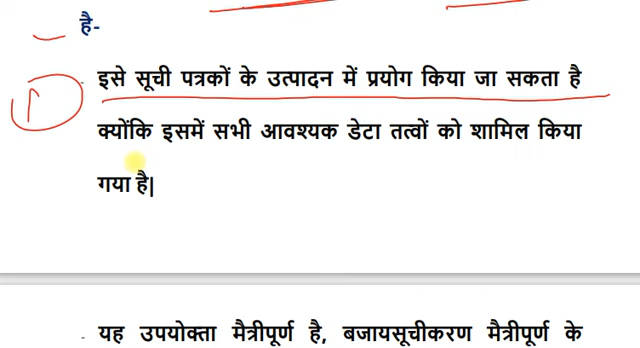 है-
इसे सूची पत्रकों के उत्पादन में प्रयोग किया जा सकता है
क्योंकि इसमें सभी आवश्यक डेटा तत्वों को शामिल किया
गया है|
- यह उपयोक्ता मैत्रीपूर्ण है, बजायसूचीकरण मैत्रीपूर्ण के